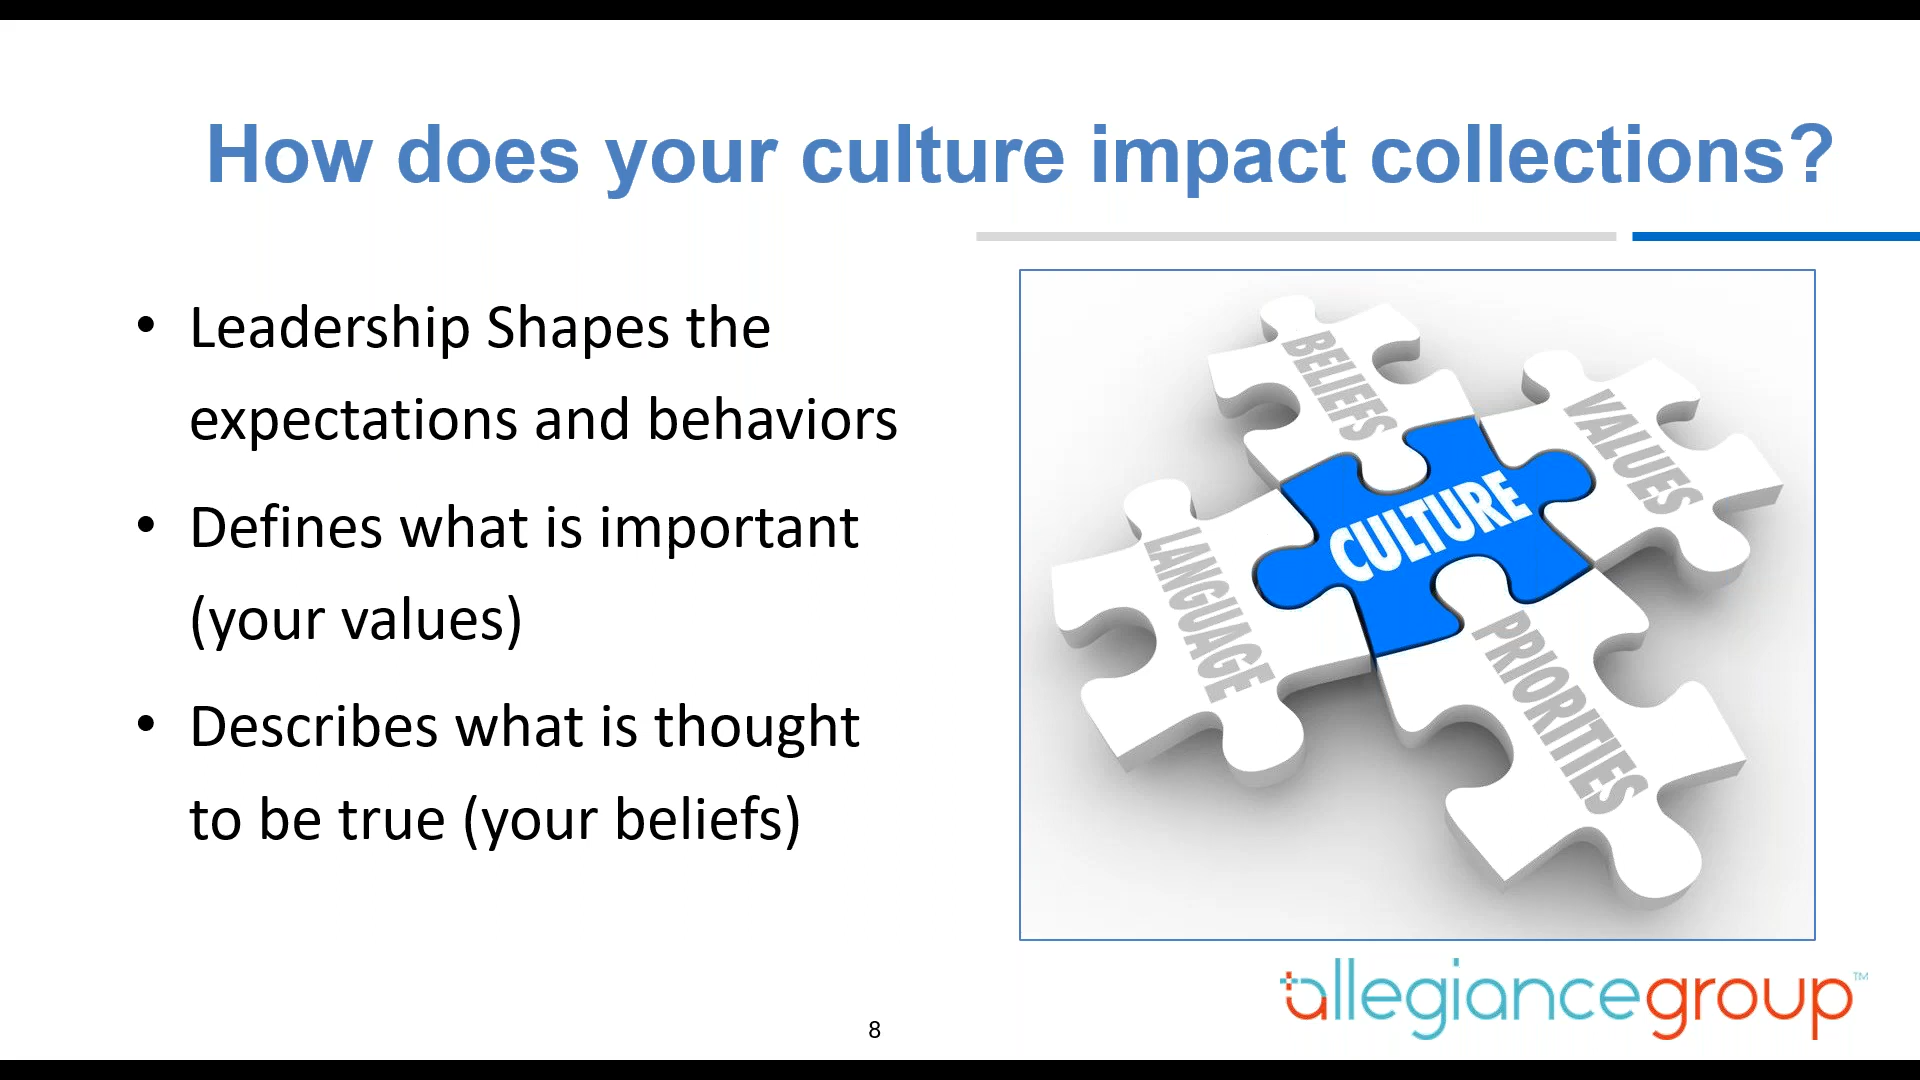 How does your culture impact collections?
• Leadership Shapes the
expectations and behaviors
• Defines what is important
(your values)
• Describes what is thought
to be true (your beliefs)
BELIEFS
VALUES
CULTURE
LANGUAGE
PRIORITIES
allegiancegroup™
8